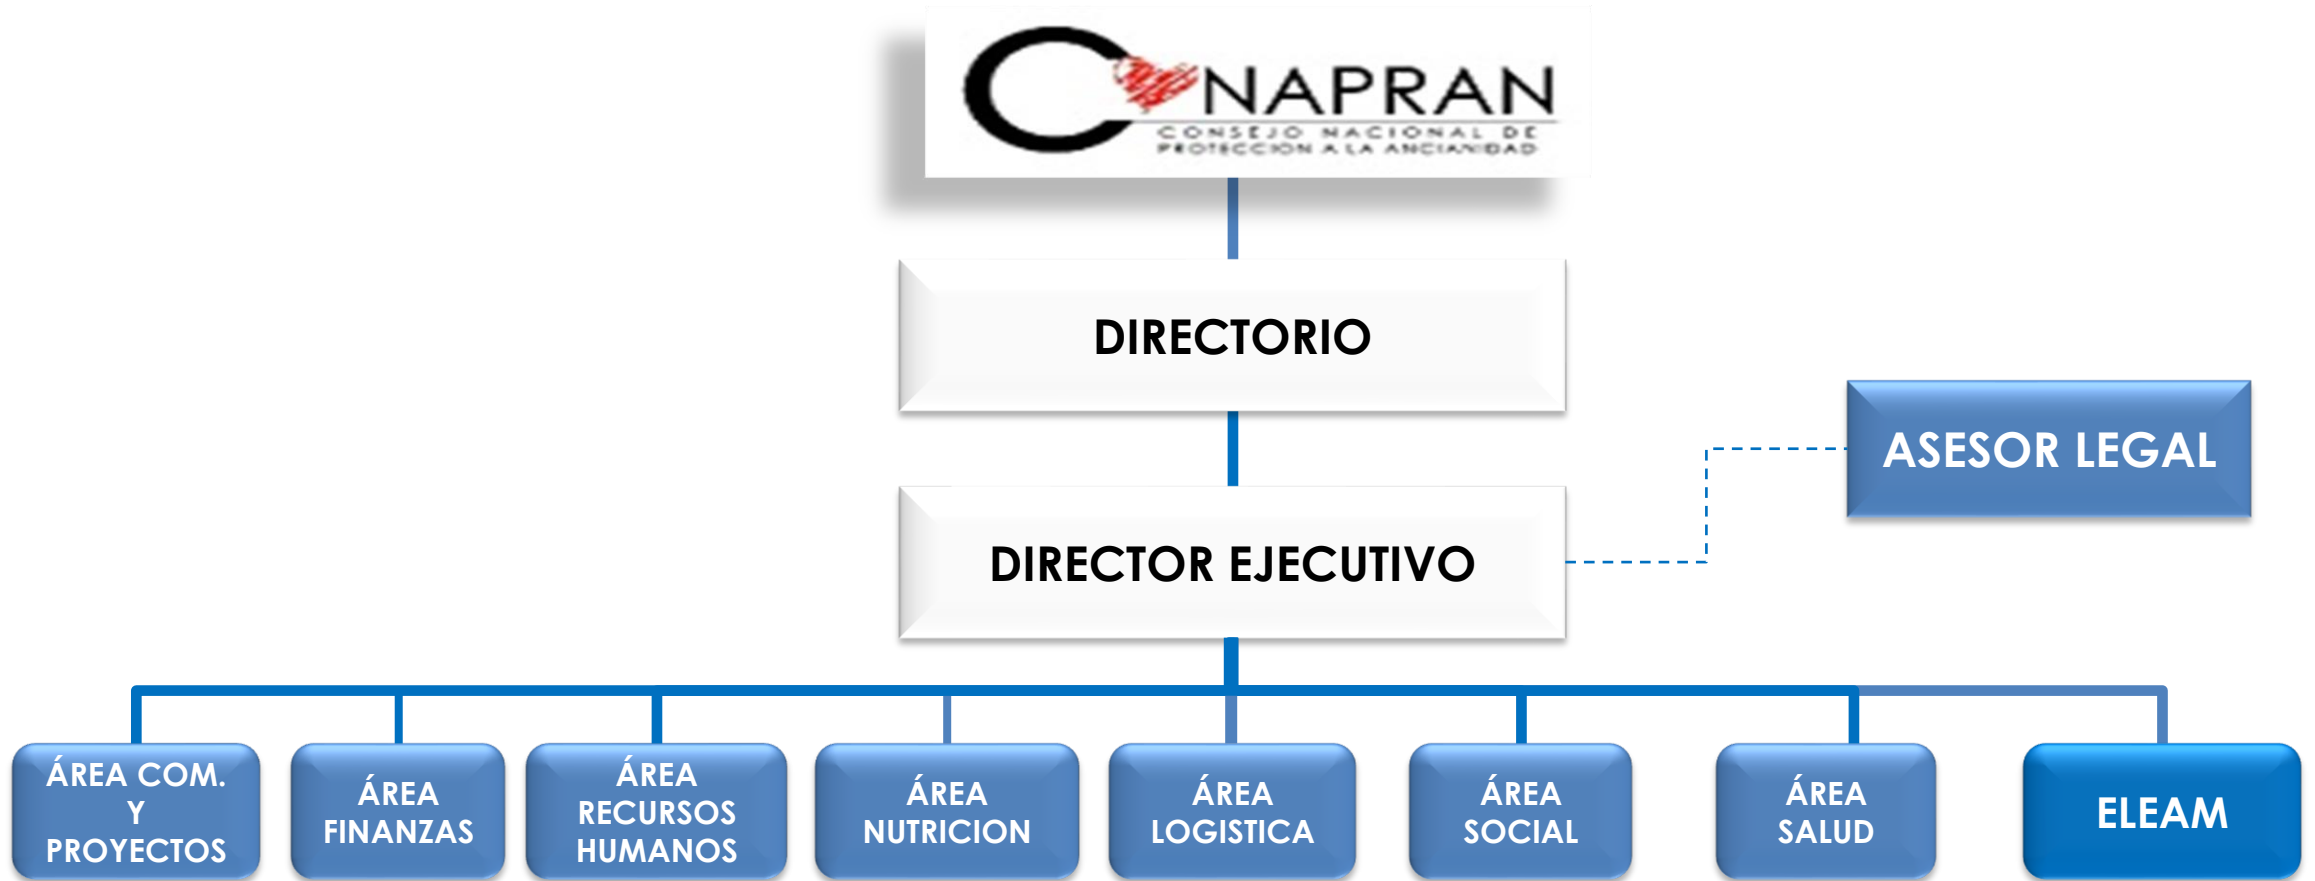 CONAPRAN
CONSEJO NACIONAL DE
PROTECCION A LA ANCIANIDAD
DIRECTORIO
ASESOR LEGAL
DIRECTOR EJECUTIVO
ÁREA COM.
Y
PROYECTOS
ÁREA
FINANZAS
ÁREA
RECURSOS
HUMANOS
ÁREA
NUTRICION
ÁREA
LOGISTICA
ÁREA
SOCIAL
ÁREA
SALUD
ELEAM